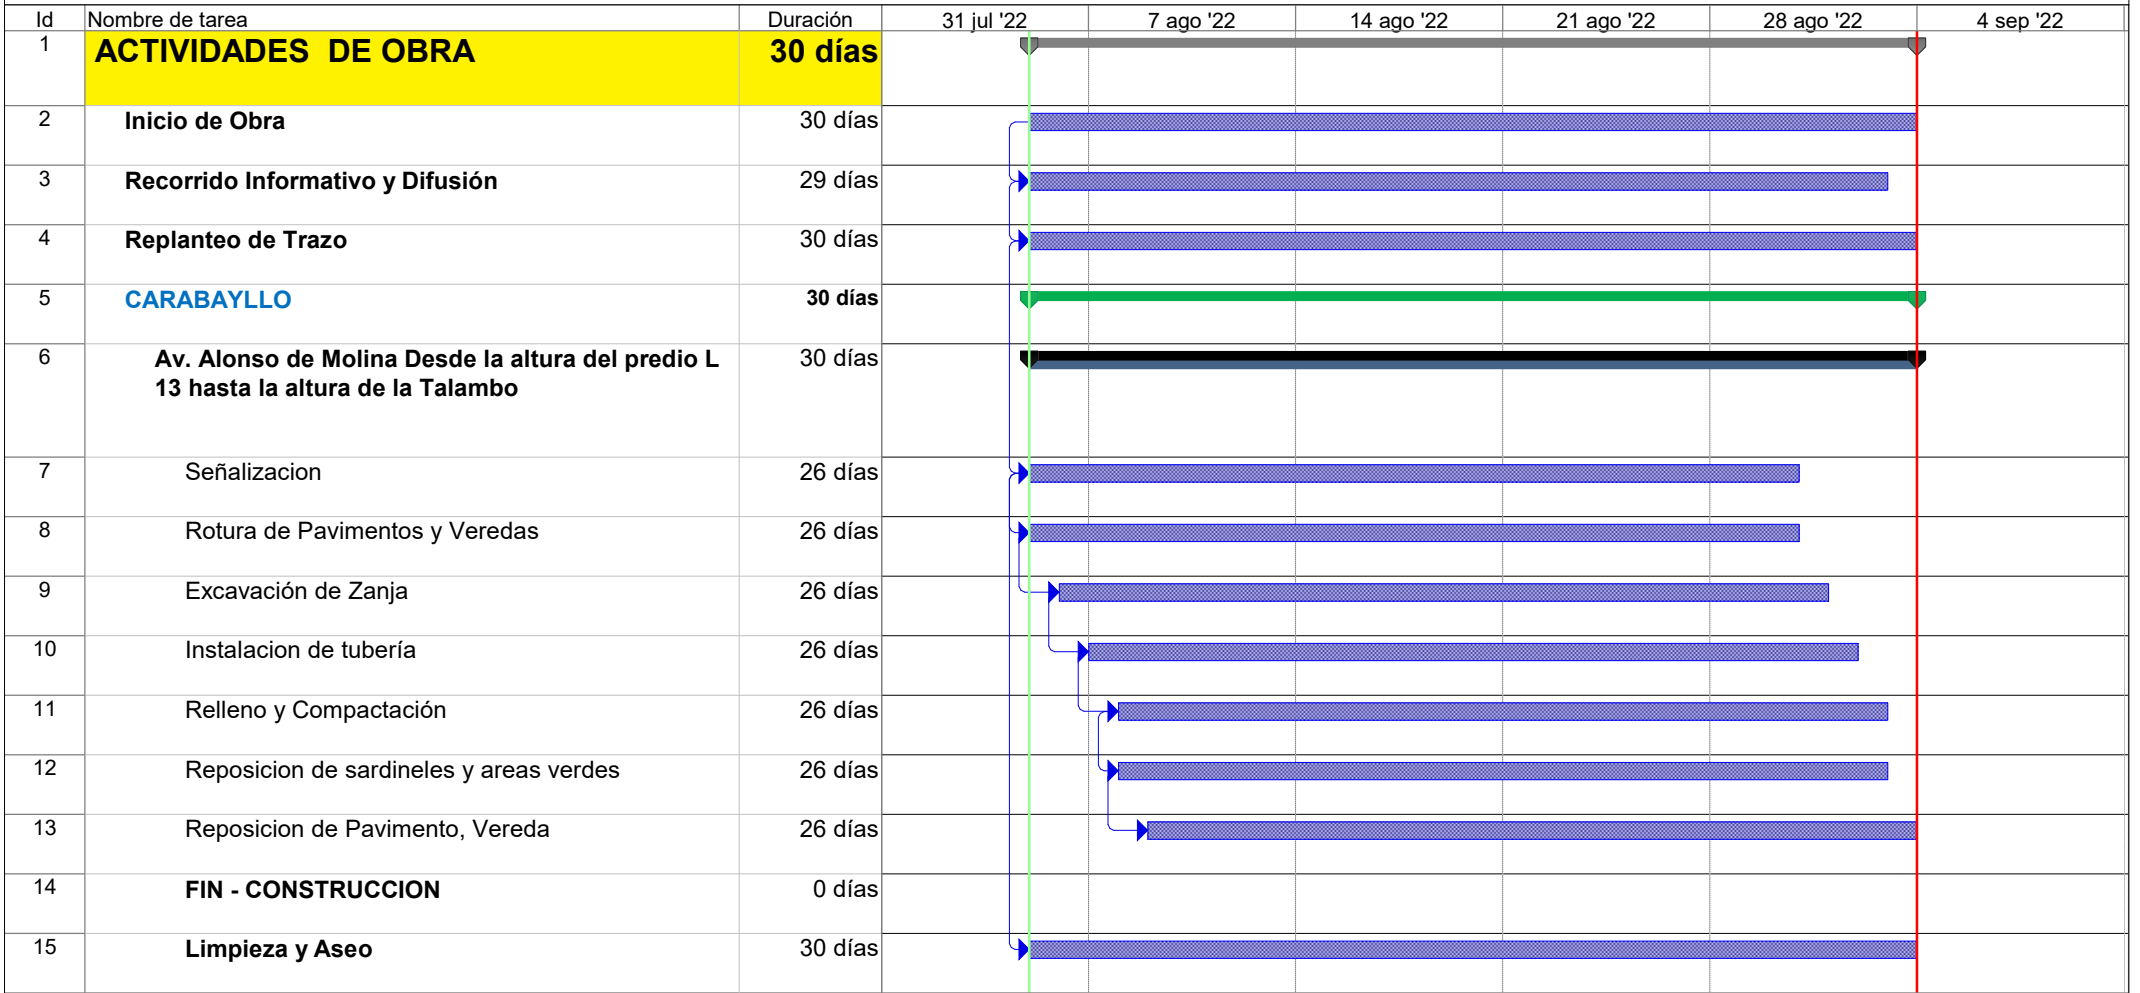 Id Nombre de tarea Duración 31 jul '22 7 ago '22 14 ago '22 21 ago '22 28 ago '22 4 sep '22
1 ACTIVIDADES DE OBRA 30 días
2 Inicio de Obra 30 días
3 Recorrido Informativo y Difusión 29 días
4 Replanteo de Trazo 30 días
5 CARABAYLLO 30 días
6 Av. Alonso de Molina Desde la altura del predio L 30 días
13 hasta la altura de la Talambo
7 Señalizacion 26 días
8 Rotura de Pavimentos y Veredas 26 días
9 Excavación de Zanja 26 días
10 Instalacion de tubería 26 días
11 Relleno y Compactación 26 días
12 Reposicion de sardineles y areas verdes 26 días
13 Reposicion de Pavimento, Vereda 26 días
14 FIN - CONSTRUCCION 0 días
15 Limpieza y Aseo 30 días